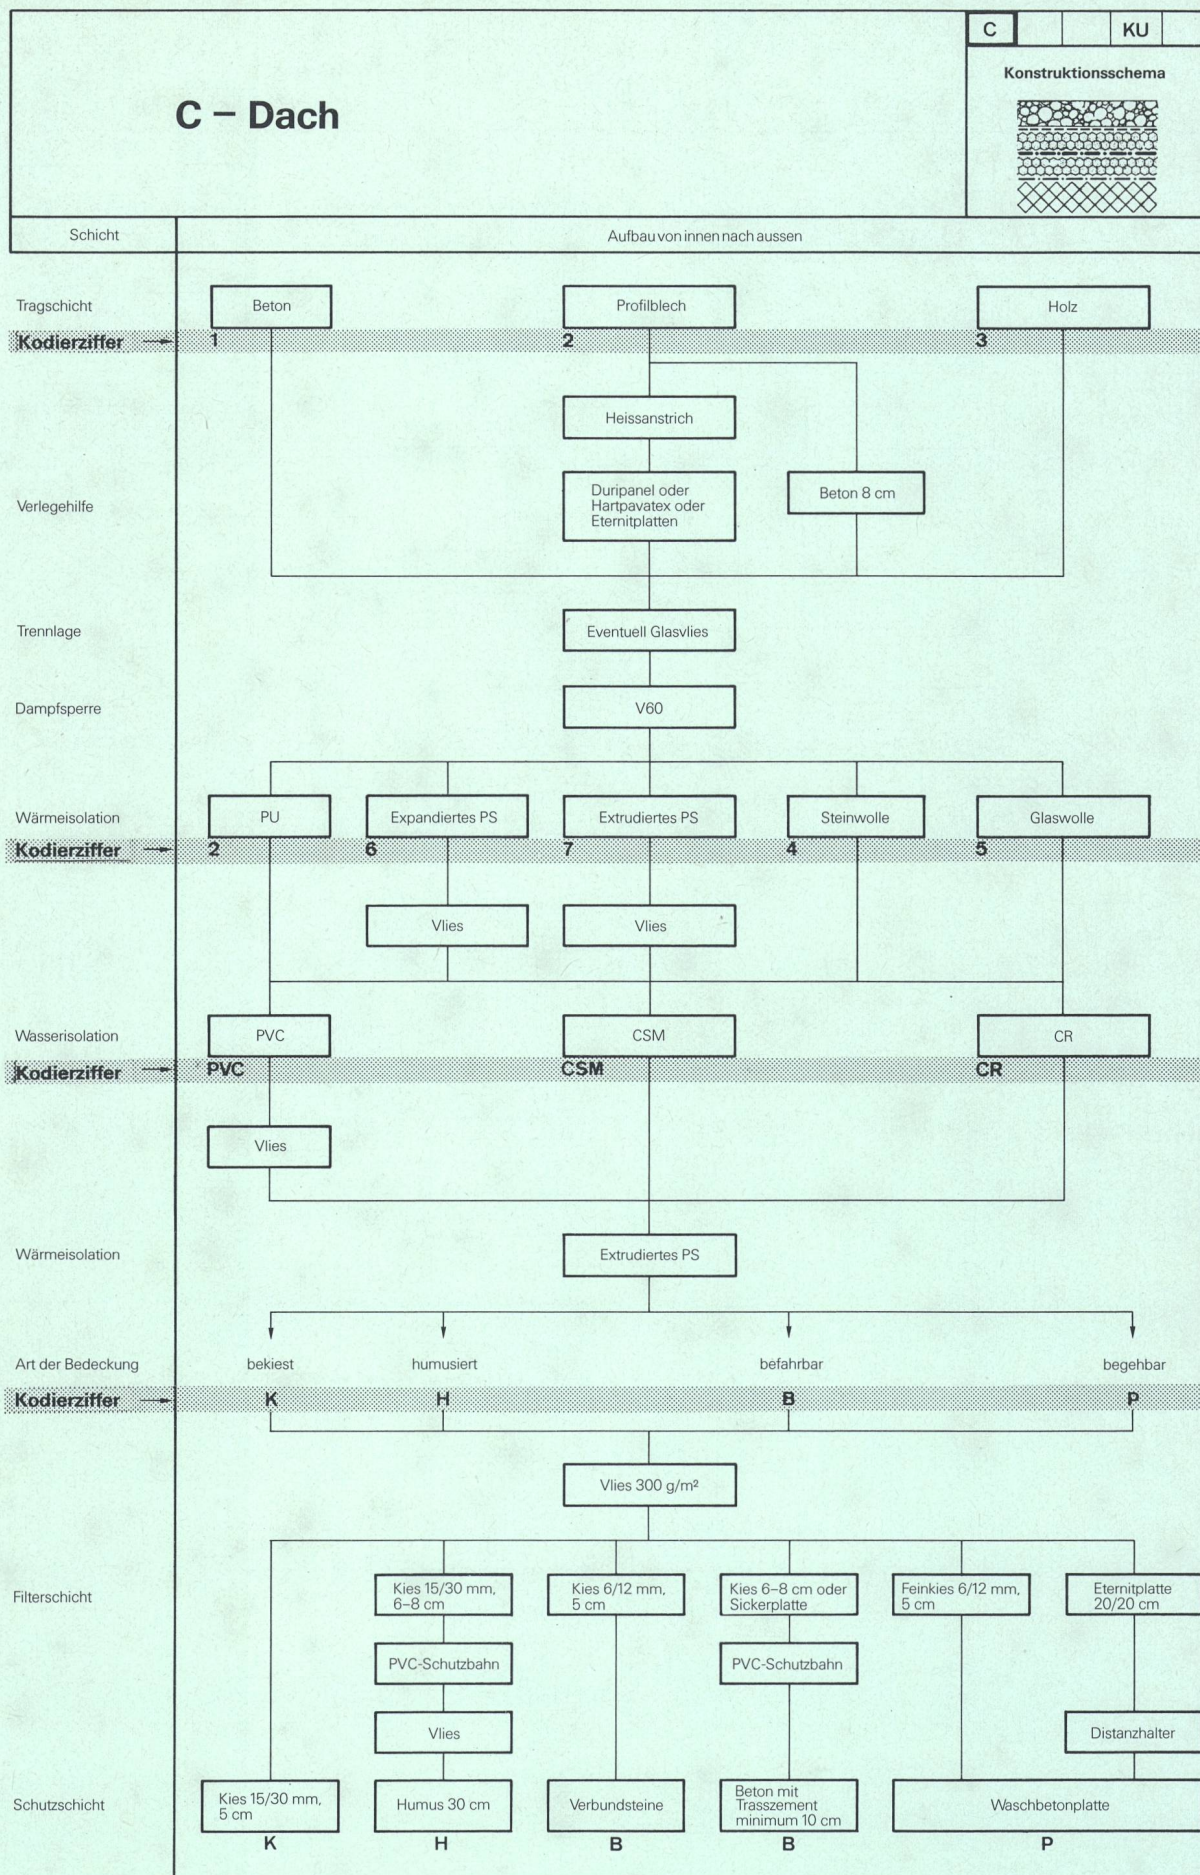 C KU
Konstruktionsschema
C – Dach
Schicht
Aufbau von innen nach aussen
Tragschicht
Beton
Profilblech
Holz
Kodierziffer
1
2
3
Heissanstrich
Verlegehilfe
Duripanel oder
Hartpavatex oder
Eternitplatten
Beton 8 cm
Trennlage
Eventuell Glasvlies
Dampfsperre
V60
Wärmeisolation
PU
Expandiertes PS
Extrudiertes PS
Steinwolle
Glaswolle
Kodierziffer
2
6
7
4
5
Vlies
Vlies
Wasserisolation
PVC
CSM
CR
Kodierziffer
PVC
CSM
CR
Vlies
Wärmeisolation
Extrudiertes PS
Art der Bedeckung
bekiest
humusiert
befahrbar
begehbar
Kodierziffer
K
H
B
P
Vlies 300 g/m²
Filterschicht
Kies 15/30 mm,
6–8 cm
Kies 6/12 mm,
5 cm
Kies 6–8 cm oder
Sickerplatte
Feinkies 6/12 mm,
5 cm
Eternitplatte
20/20 cm
PVC-Schutzbahn
PVC-Schutzbahn
Vlies
Distanzhalter
Schutzschicht
Kies 15/30 mm,
5 cm
Humus 30 cm
Verbundsteine
Beton mit
Trasszement
minimum 10 cm
Waschbetonplatte
K
H
B
B
P